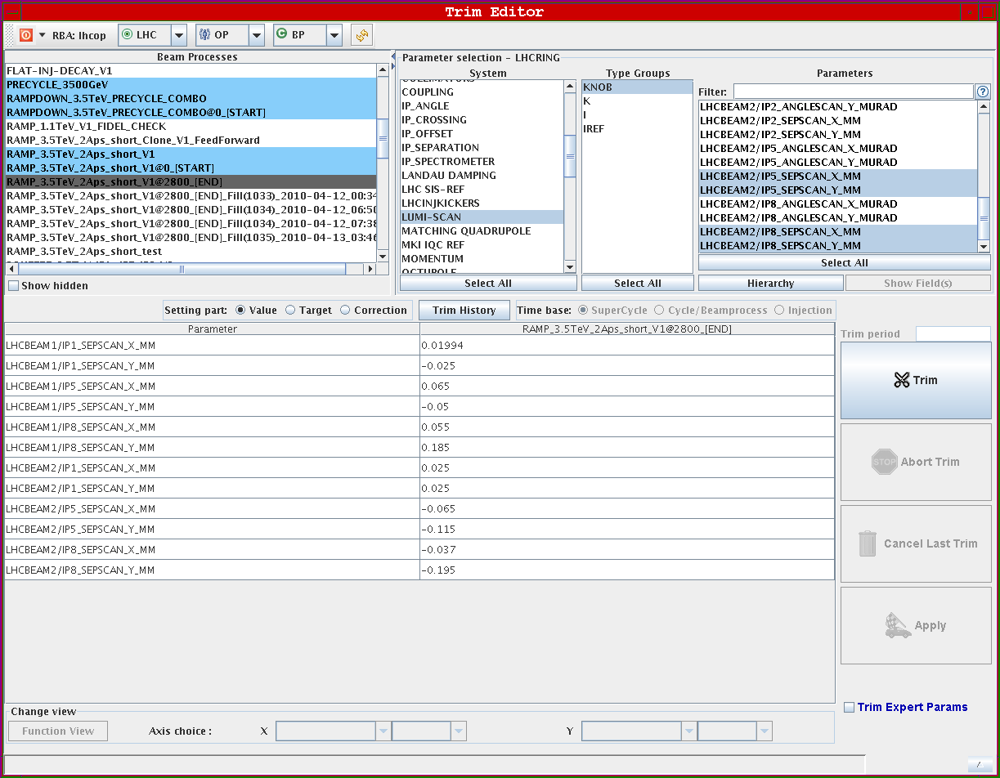 Trim Editor
RBA: lhcop LHC OP BP
Beam Processes
FLAT-INJ-DECAY_V1
PRECYCLE_3500GeV
RAMPDOWN_3.5TeV_PRECYCLE_COMBO
RAMPDOWN_3.5TeV_PRECYCLE_COMBO@0_[START]
RAMP_1.1TeV_V1_FIDEL_CHECK
RAMP_3.5TeV_2Aps_short_Clone_V1_FeedForward
RAMP_3.5TeV_2Aps_short_V1
RAMP_3.5TeV_2Aps_short_V1@0_[START]
RAMP_3.5TeV_2Aps_short_V1@2800_[END]
RAMP_3.5TeV_2Aps_short_V1@2800_[END]_Fill(1033)_2010-04-12_00:34
RAMP_3.5TeV_2Aps_short_V1@2800_[END]_Fill(1034)_2010-04-12_06:50
RAMP_3.5TeV_2Aps_short_V1@2800_[END]_Fill(1034)_2010-04-12_07:38
RAMP_3.5TeV_2Aps_short_V1@2800_[END]_Fill(1035)_2010-04-13_03:46
RAMP_3.5TeV_2Aps_short_test
Show hidden
Parameter selection - LHCRING
System
COLLIMATORS
COUPLING
IP_ANGLE
IP_CROSSING
IP_OFFSET
IP_SEPARATION
IP_SPECTROMETER
LANDAU DAMPING
LHC SIS-REF
LHCINJKICKERS
LUMI-SCAN
MATCHING QUADRUPOLE
MKI IQC REF
MOMENTUM
OCTUPOLE
Select All
Type Groups
KNOB
K
I
IREF
Select All
Parameters
Filter: ?
LHCBEAM2/IP2_ANGLESCAN_Y_MURAD
LHCBEAM2/IP2_SEPSCAN_X_MM
LHCBEAM2/IP2_SEPSCAN_Y_MM
LHCBEAM2/IP5_ANGLESCAN_X_MURAD
LHCBEAM2/IP5_ANGLESCAN_Y_MURAD
LHCBEAM2/IP5_SEPSCAN_X_MM
LHCBEAM2/IP5_SEPSCAN_Y_MM
LHCBEAM2/IP8_ANGLESCAN_X_MURAD
LHCBEAM2/IP8_ANGLESCAN_Y_MURAD
LHCBEAM2/IP8_SEPSCAN_X_MM
LHCBEAM2/IP8_SEPSCAN_Y_MM
Select All
Hierarchy Show Field(s)
Setting part: Value Target Correction Trim History Time base: SuperCycle Cycle/Beamprocess Injection
Parameter RAMP_3.5TeV_2Aps_short_V1@2800_[END]
LHCBEAM1/IP1_SEPSCAN_X_MM 0.01994
LHCBEAM1/IP1_SEPSCAN_Y_MM -0.025
LHCBEAM1/IP5_SEPSCAN_X_MM 0.065
LHCBEAM1/IP5_SEPSCAN_Y_MM -0.05
LHCBEAM1/IP8_SEPSCAN_X_MM 0.055
LHCBEAM1/IP8_SEPSCAN_Y_MM 0.185
LHCBEAM2/IP1_SEPSCAN_X_MM 0.025
LHCBEAM2/IP1_SEPSCAN_Y_MM 0.025
LHCBEAM2/IP5_SEPSCAN_X_MM -0.065
LHCBEAM2/IP5_SEPSCAN_Y_MM -0.115
LHCBEAM2/IP8_SEPSCAN_X_MM -0.037
LHCBEAM2/IP8_SEPSCAN_Y_MM -0.195
Trim period
Trim
STOP Abort Trim
Cancel Last Trim
Apply
Trim Expert Params
Change view
Function View Axis choice : X Y